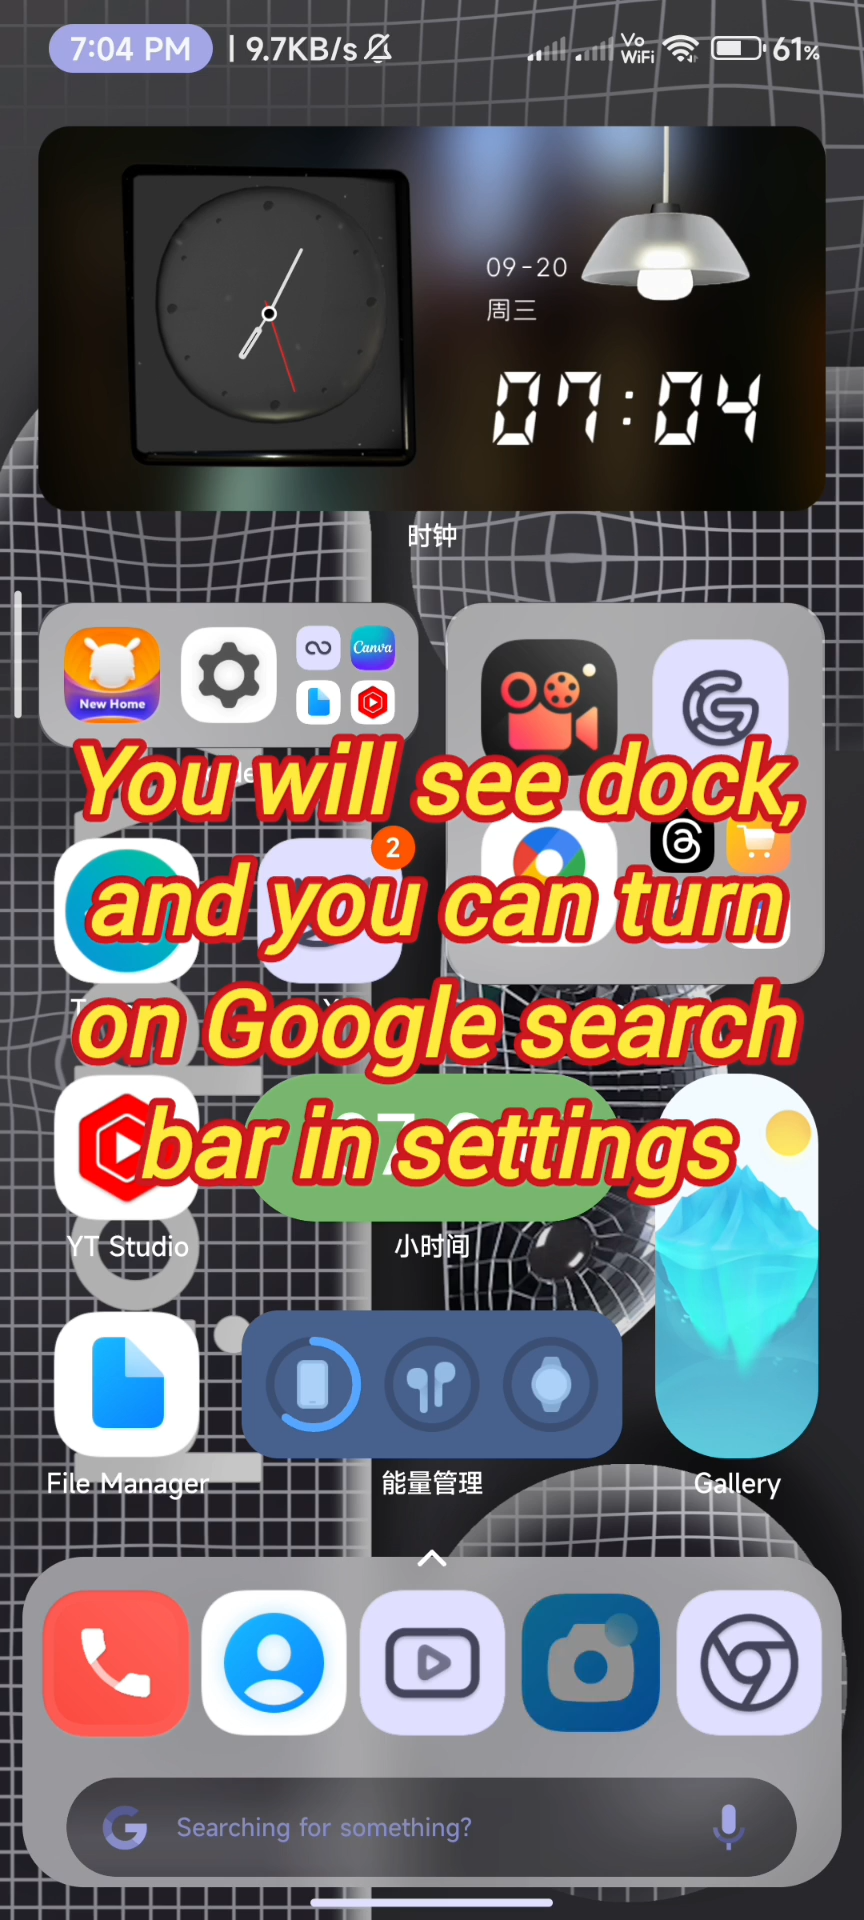 7:04 PM | 9.7KB/s Vo WiFi 61%
09-20
周三
07:04
时钟
New Home
Canva
You will see dock,
2
and you can turn
on Google search
bar in settings
YT Studio
小时间
File Manager
能量管理
Gallery
Searching for something?